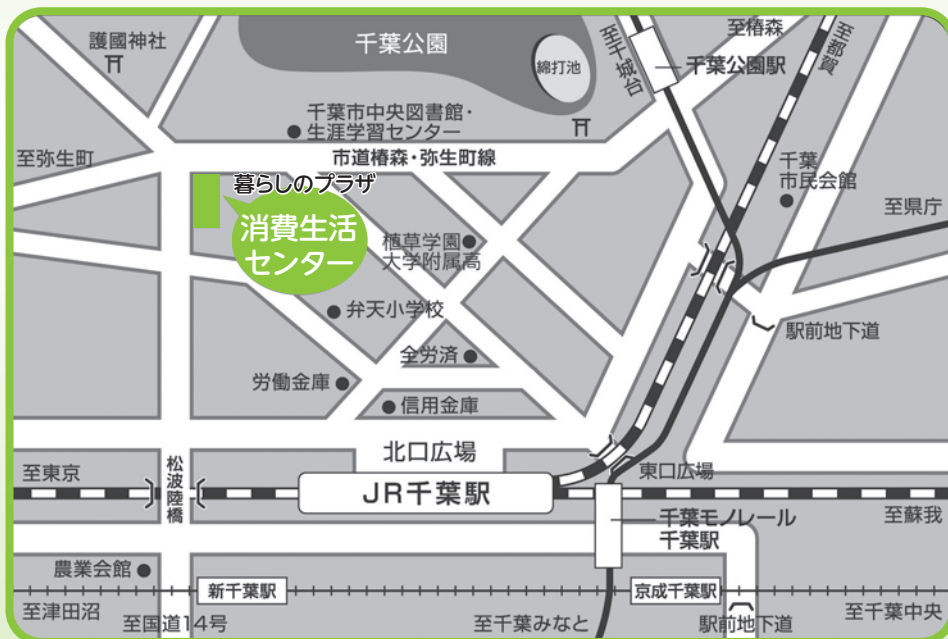 護國神社
千葉公園
綿打池
至千城台
千葉公園駅
至椿森
至都賀
千葉市中央図書館・
生涯学習センター
至弥生町
市道椿森・弥生町線
千葉
市民会館
至県庁
暮らしのプラザ
消費生活
センター
植草学園
大学附属高
弁天小学校
駅前地下道
全労済
労働金庫
信用金庫
北口広場
至東京
松波陸橋
JR千葉駅
東口広場
千葉モノレール
千葉駅
至蘇我
農業会館
新千葉駅
京成千葉駅
至津田沼
至国道14号
至千葉みなと
駅前地下道
至千葉中央